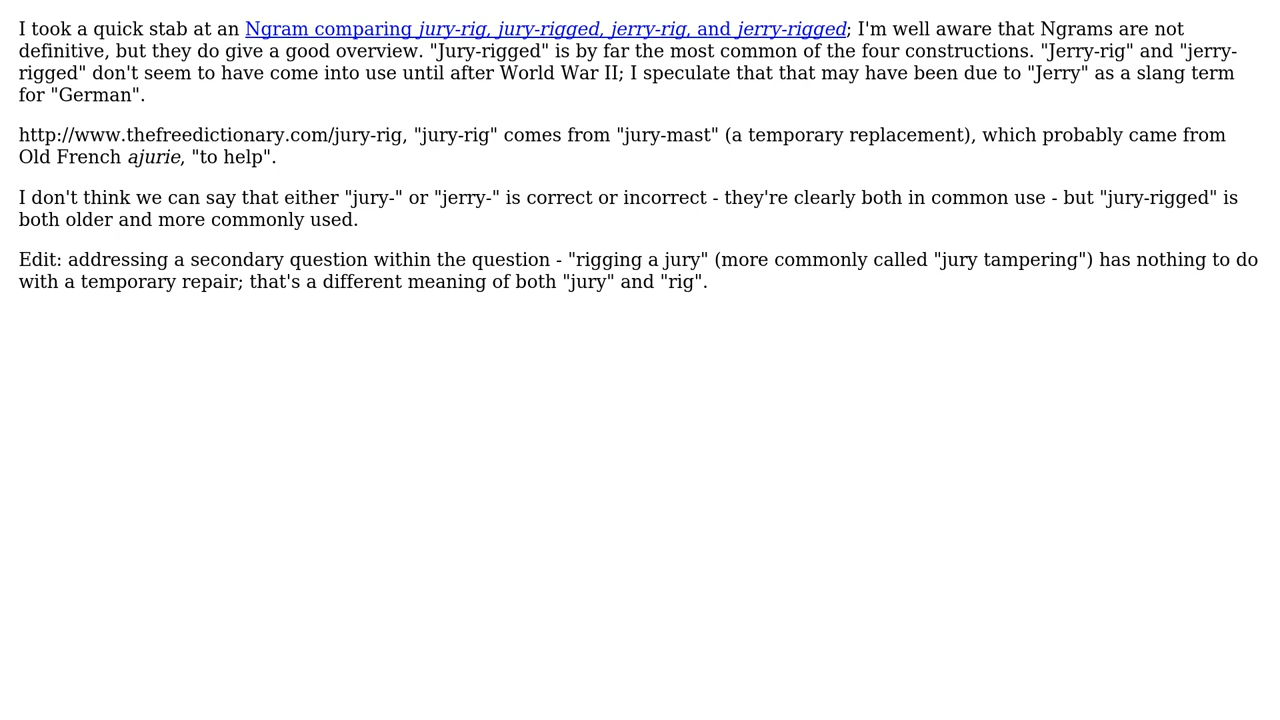 I took a quick stab at an Ngram comparing jury-rig, jury-rigged, jerry-rig, and jerry-rigged; I'm well aware that Ngrams are not
definitive, but they do give a good overview. "Jury-rigged" is by far the most common of the four constructions. "Jerry-rig" and "jerry-
rigged" don't seem to have come into use until after World War II; I speculate that that may have been due to "Jerry" as a slang term
for "German".
http://www.thefreedictionary.com/jury-rig, "jury-rig" comes from "jury-mast" (a temporary replacement), which probably came from
Old French ajurie, "to help".
I don't think we can say that either "jury-" or "jerry-" is correct or incorrect - they're clearly both in common use - but "jury-rigged" is
both older and more commonly used.
Edit: addressing a secondary question within the question - "rigging a jury" (more commonly called "jury tampering") has nothing to do
with a temporary repair; that's a different meaning of both "jury" and "rig".